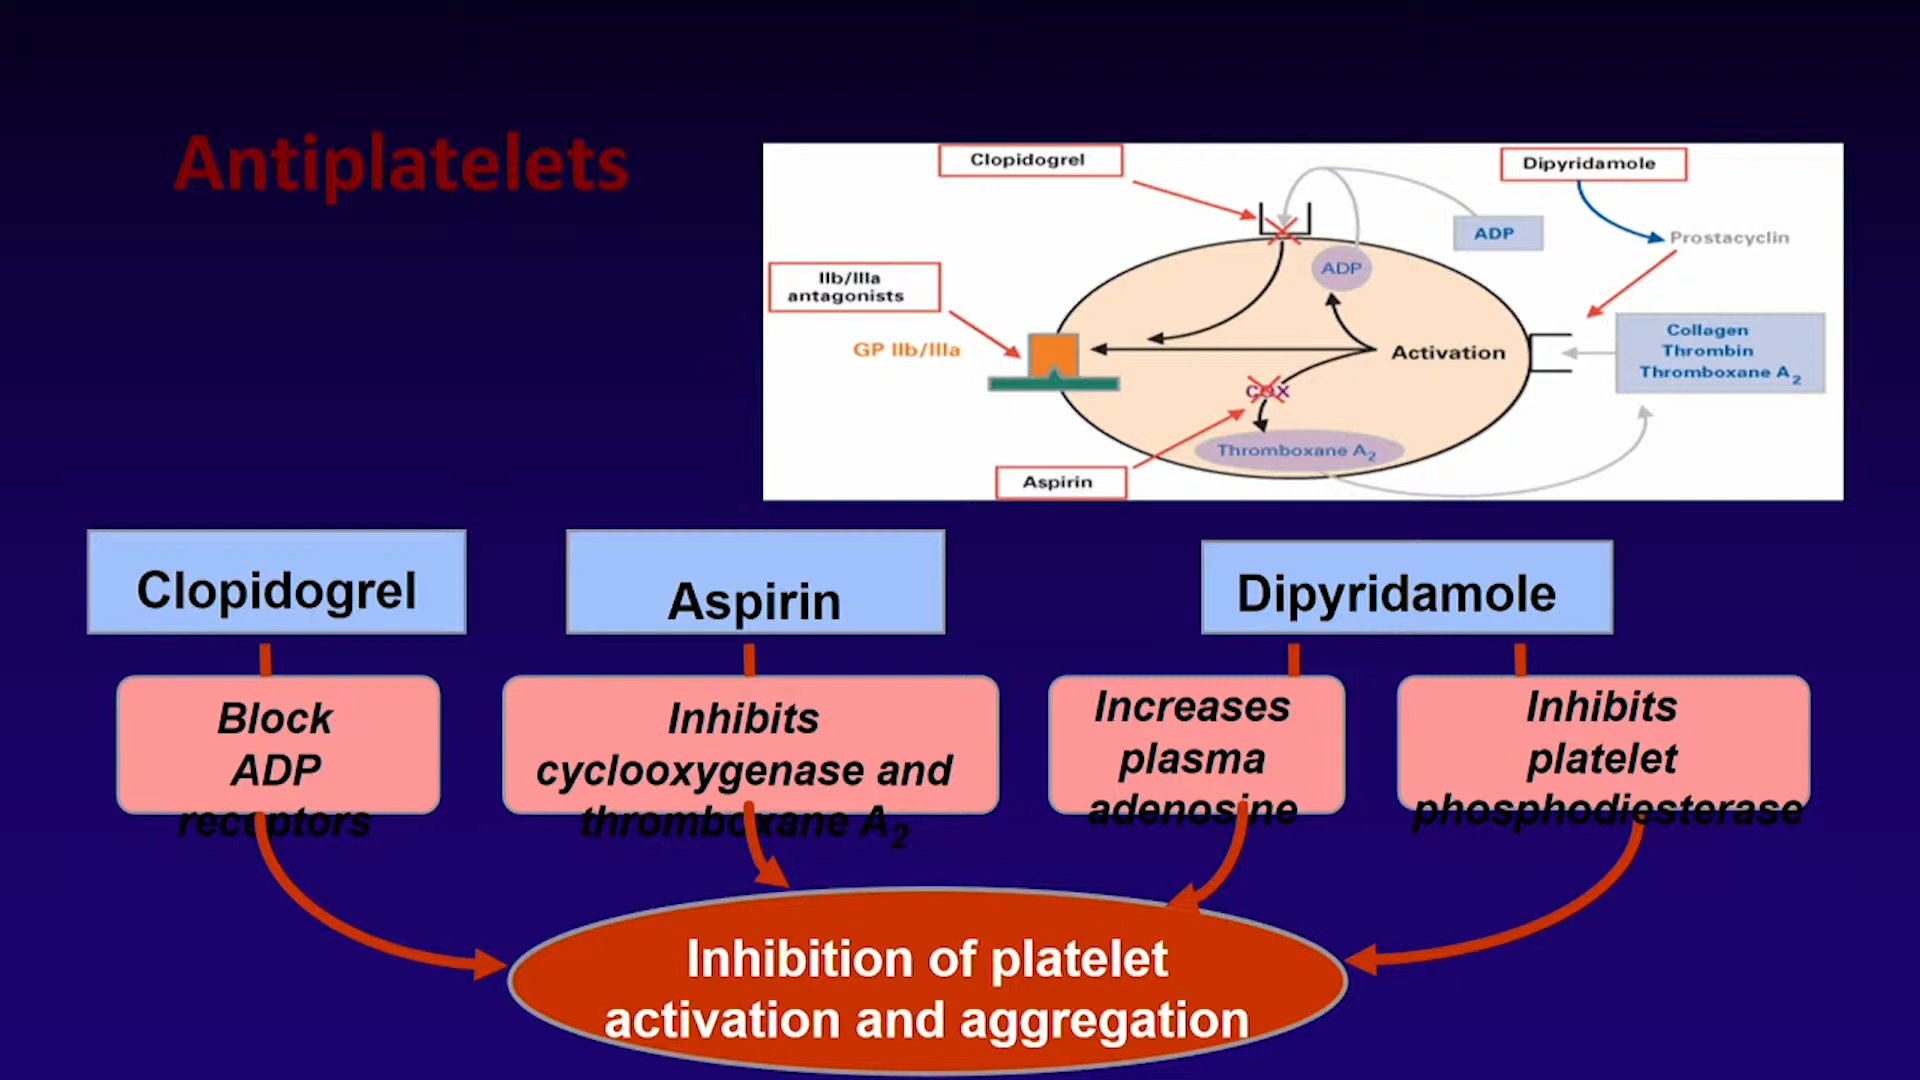 Antiplatelets
Clopidogrel
Dipyridamole
ADP
Prostacyclin
ADP
IIb/IIIa
antagonists
GP IIb/IIIa
Activation
Collagen
Thrombin
Thromboxane A2
COX
Thromboxane A2
Aspirin
Clopidogrel
Aspirin
Dipyridamole
Block
ADP
receptors
Inhibits
cyclooxygenase and
thromboxane A2
Increases
plasma
adenosine
Inhibits
platelet
phosphodiesterase
Inhibition of platelet
activation and aggregation